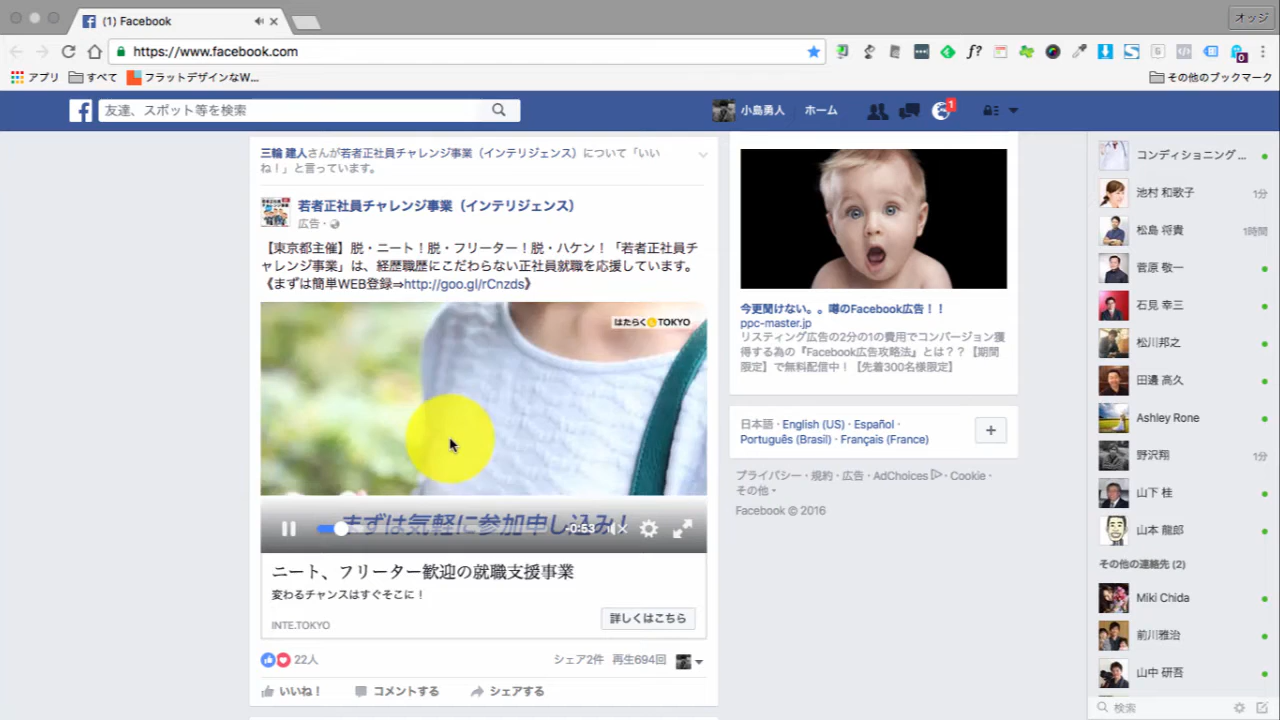 (1) Facebook
オッジ
https://www.facebook.com
f?
0
アプリ
すべて
フラットデザインなW...
その他のブックマーク
友達、スポット等を検索
小島勇人
ホーム
1
三輪 建人さんが若者正社員チャレンジ事業（インテリジェンス）について「いい
ね！」と言っています。
若者正社員チャレンジ事業（インテリジェンス）
広告・
【東京都主催】脱・ニート！脱・フリーター！脱・ハケン！「若者正社員チ
ャレンジ事業」は、経歴職歴にこだわらない正社員就職を応援しています。
《まずは簡単WEB登録⇒http://goo.gl/rCnzds》
はたらくTOKYO
まずは気軽に参加申し込み！
-0:53
ニート、フリーター歓迎の就職支援事業
変わるチャンスはすぐそこに！
INTE.TOKYO
詳しくはこちら
22人
シェア2件 再生694回
いいね！
コメントする
シェアする
今更聞けない。。噂のFacebook広告！！
ppc-master.jp
リスティング広告の2分の1の費用でコンバージョン獲
得する為の『Facebook広告攻略法』とは？？【期間
限定】で無料配信中！【先着300名様限定】
日本語 · English (US) · Español ·
Português (Brasil) · Français (France)
+
プライバシー · 規約 · 広告 · AdChoices · Cookie ·
その他
Facebook © 2016
コンディショニング...
池村 和歌子
1分
松島 将貴
1時間
菅原 敬一
石見 幸三
松川邦之
田邊 高久
Ashley Rone
野沢翔
1分
山下 桂
山本 龍郎
その他の連絡先 (2)
Miki Chida
前川雅治
山中 研吾
検索